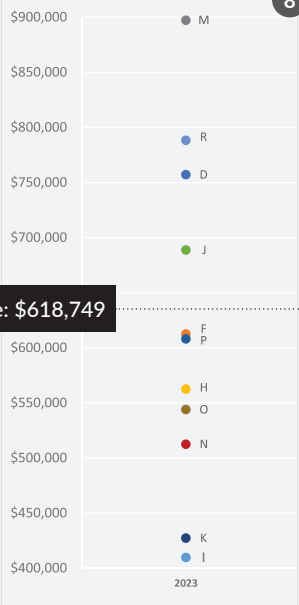 8
$900,000
M
$850,000
$800,000
R
D
$750,000
$700,000
J
e: $618,749
F
P
$600,000
H
$550,000
O
N
$500,000
$450,000
K
I
$400,000
2023